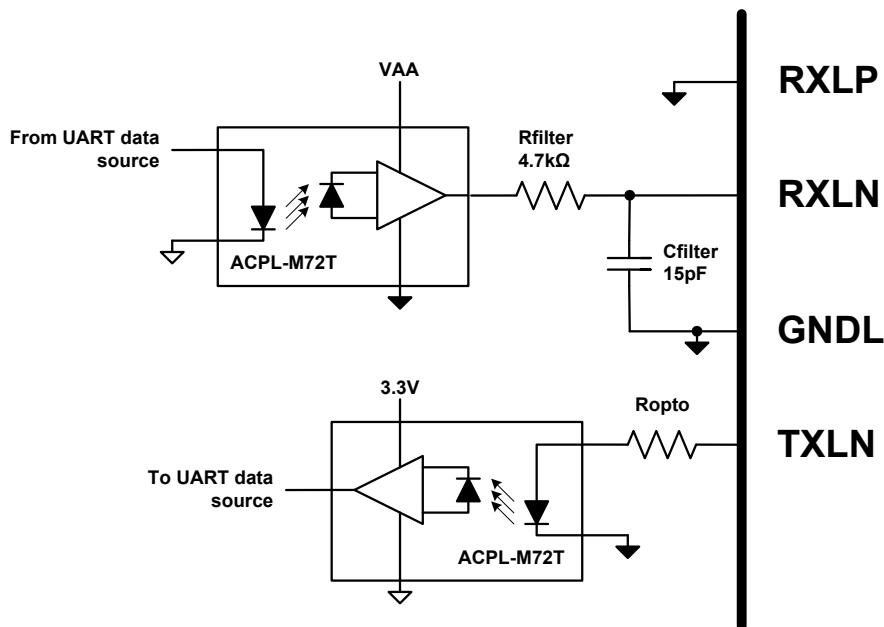 VAA
RXLP
From UART data
source
Rfilter
4.7kΩ
RXLN
ACPL-M72T
Cfilter
15pF
GNDL
3.3V
Ropto
TXLN
To UART data
source
ACPL-M72T